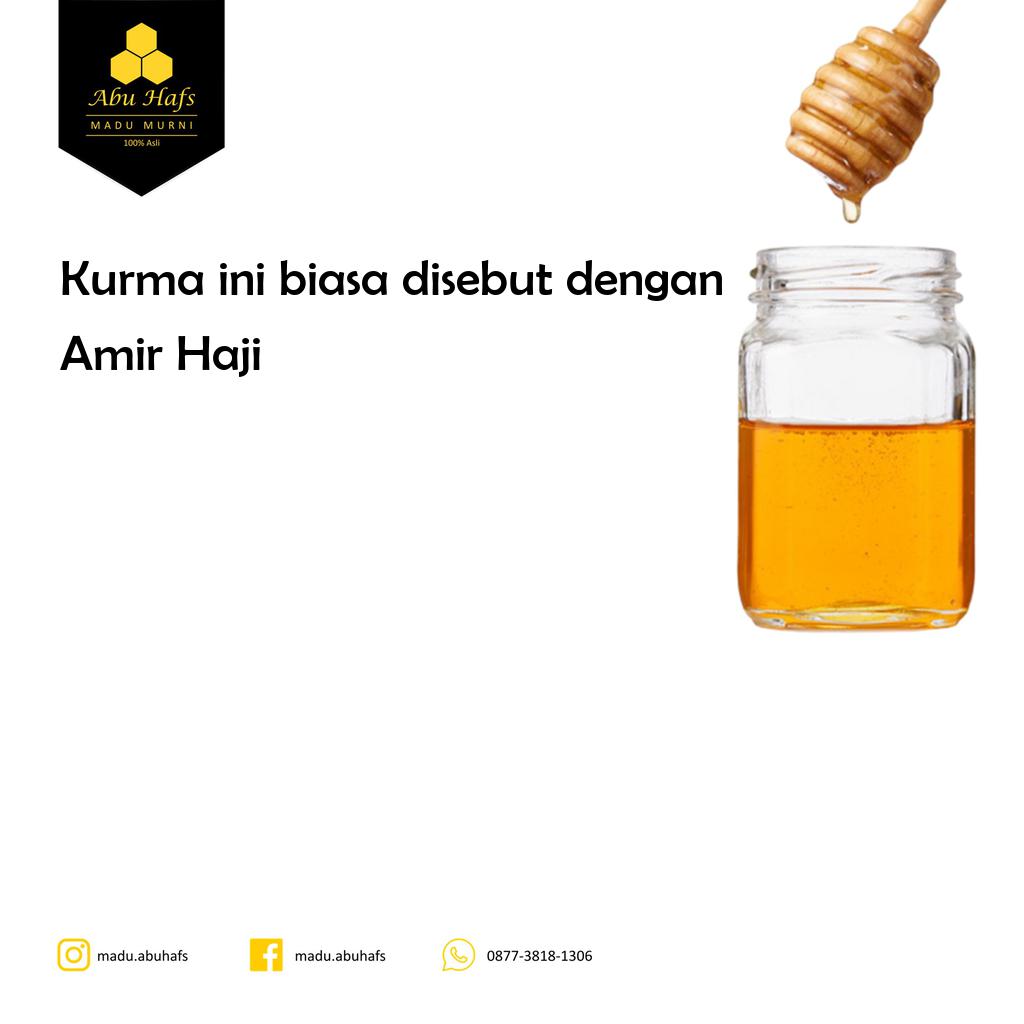 Abu Hafs
MADU MURNI
100% Asli
Kurma ini biasa disebut dengan
Amir Haji
madu.abuhafs
madu.abuhafs
0877-3818-1306